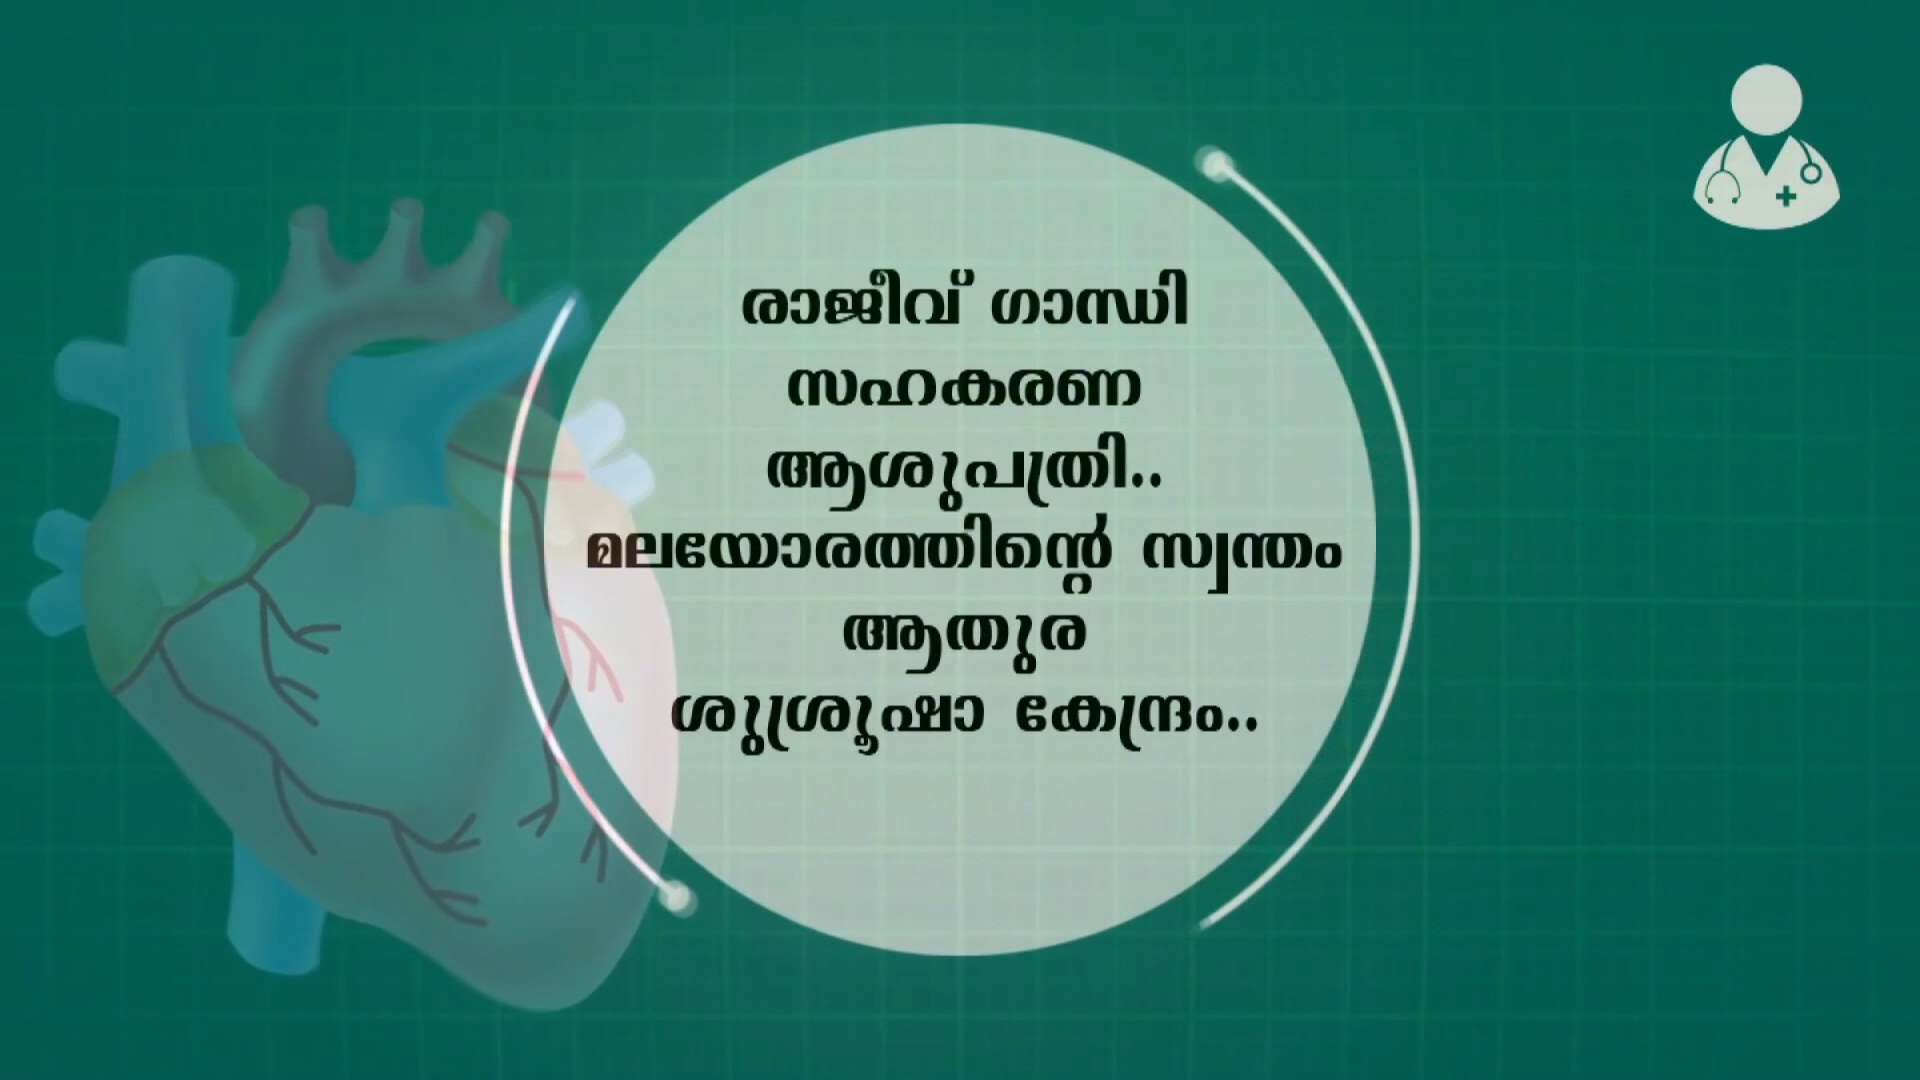 രാജീവ് ഗാന്ധി
സഹകരണ
ആശുപത്രി..
മലയോരത്തിന്റെ സ്വന്തം
ആതുര
ശുശ്രൂഷാ കേന്ദ്രം..